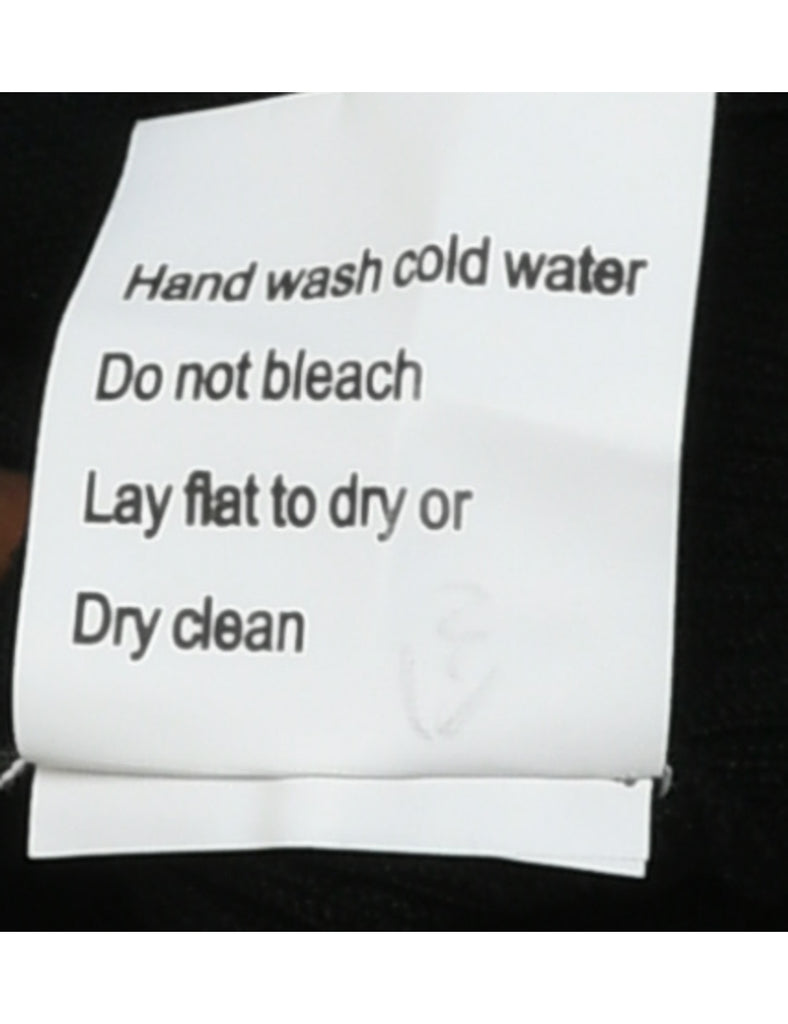 Hand wash cold water
Do not bleach
Lay flat to dry or
Dry clean